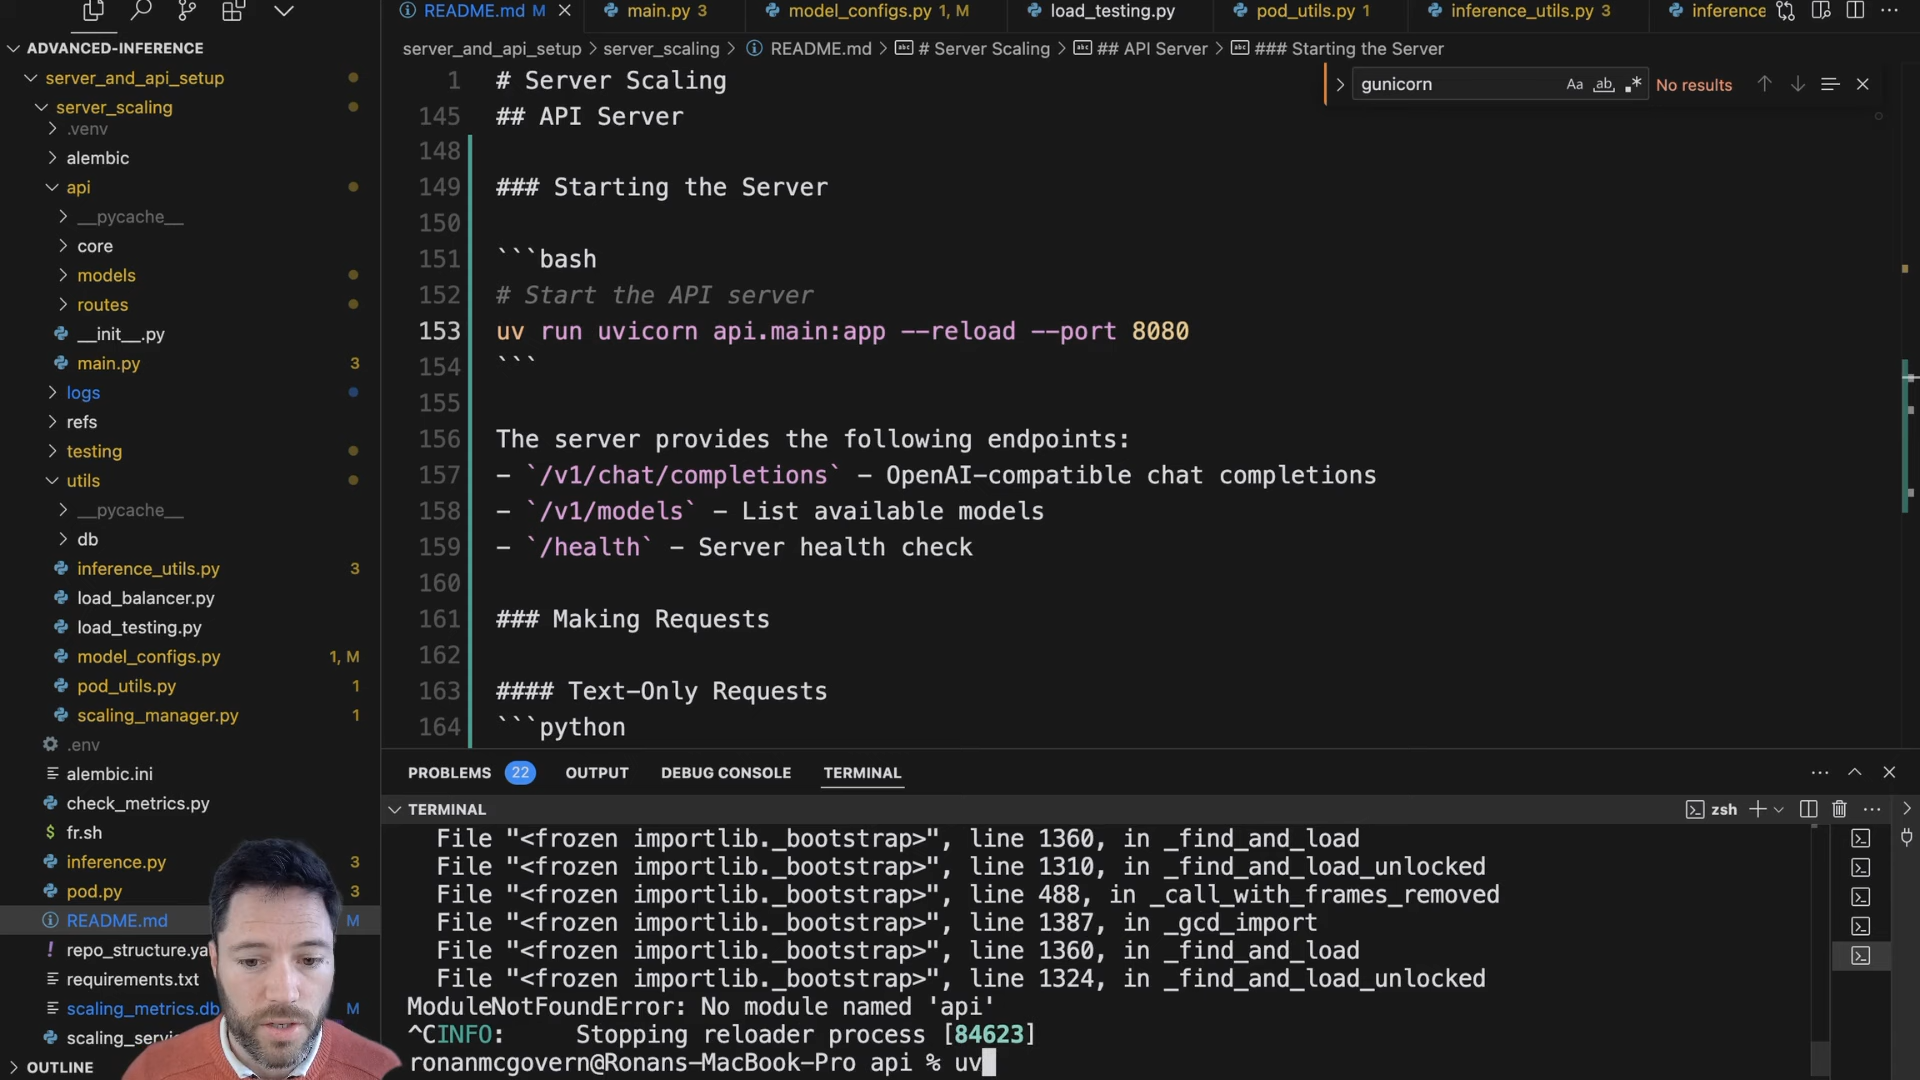 README.md M
main.py 3
model_configs.py 1, M
load_testing.py
pod_utils.py 1
inference_utils.py 3
inference
ADVANCED-INFERENCE
server_and_api_setup
server_scaling
.venv
alembic
api
__pycache__
core
models
routes
__init__.py
main.py 3
logs
refs
testing
utils
__pycache__
db
inference_utils.py 3
load_balancer.py
load_testing.py
model_configs.py 1, M
pod_utils.py 1
scaling_manager.py 1
.env
alembic.ini
check_metrics.py
fr.sh
inference.py 3
pod.py 3
README.md M
repo_structure.ya
requirements.txt
scaling_metrics.db M
scaling_servi
OUTLINE
server_and_api_setup > server_scaling > README.md > # Server Scaling > ## API Server > ### Starting the Server
gunicorn Aa ab No results
1 # Server Scaling
145 ## API Server
148
149 ### Starting the Server
150
151 ```bash
152 # Start the API server
153 uv run uvicorn api.main:app --reload --port 8080
154 ```
155
156 The server provides the following endpoints:
157 - `/v1/chat/completions` - OpenAI-compatible chat completions
158 - `/v1/models` - List available models
159 - `/health` - Server health check
160
161 ### Making Requests
162
163 #### Text-Only Requests
164 ```python
PROBLEMS 22 OUTPUT DEBUG CONSOLE TERMINAL
TERMINAL zsh
File "<frozen importlib._bootstrap>", line 1360, in _find_and_load
File "<frozen importlib._bootstrap>", line 1310, in _find_and_load_unlocked
File "<frozen importlib._bootstrap>", line 488, in _call_with_frames_removed
File "<frozen importlib._bootstrap>", line 1387, in _gcd_import
File "<frozen importlib._bootstrap>", line 1360, in _find_and_load
File "<frozen importlib._bootstrap>", line 1324, in _find_and_load_unlocked
ModuleNotFoundError: No module named 'api'
^CINFO: Stopping reloader process [84623]
ronanmcgovern@Ronans-MacBook-Pro api % uv